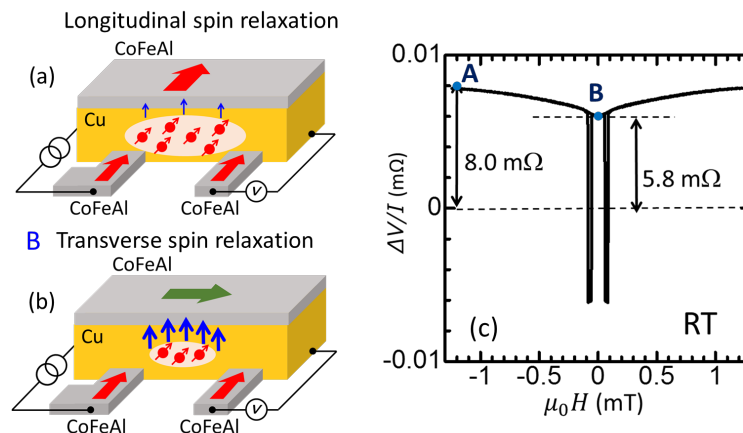 Longitudinal spin relaxation
CoFeAl
(a)
Cu
V
CoFeAl
CoFeAl
B Transverse spin relaxation
CoFeAl
(b)
Cu
V
CoFeAl
CoFeAl
0.01
A
B
8.0 mΩ
5.8 mΩ
0
ΔV/I (mΩ)
(c)
RT
-0.01
-1 -0.5 0 0.5 1
μ₀H (mT)